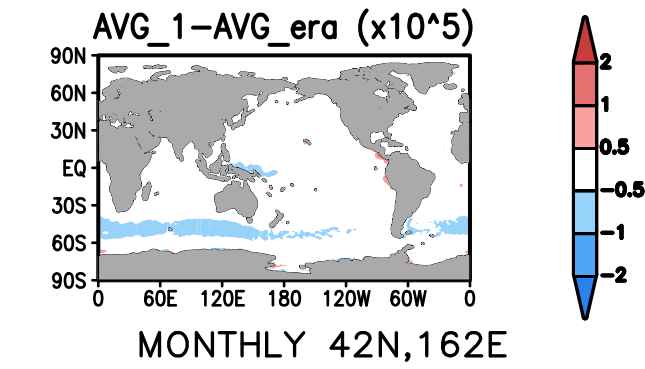 AVG_1-AVG_era (x10^5)
90N
60N
30N
EQ
30S
60S
90S
0 60E 120E 180 120W 60W 0
2
1
0.5
-0.5
-1
-2
MONTHLY 42N,162E